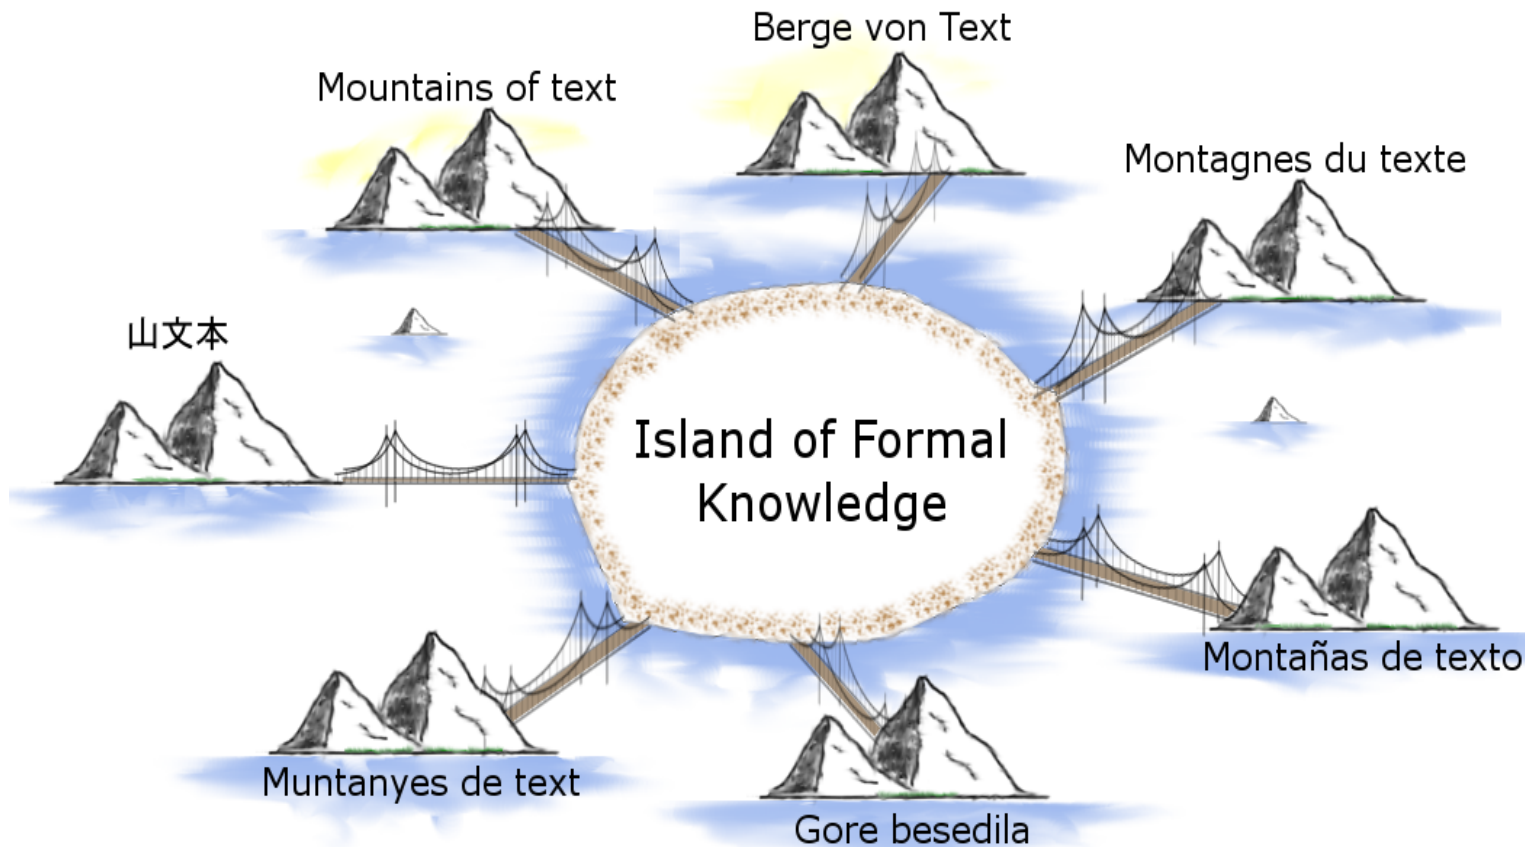 Berge von Text
Mountains of text
Montagnes du texte
山文本
Island of Formal
Knowledge
Montañas de texto
Muntanyes de text
Gore besedila